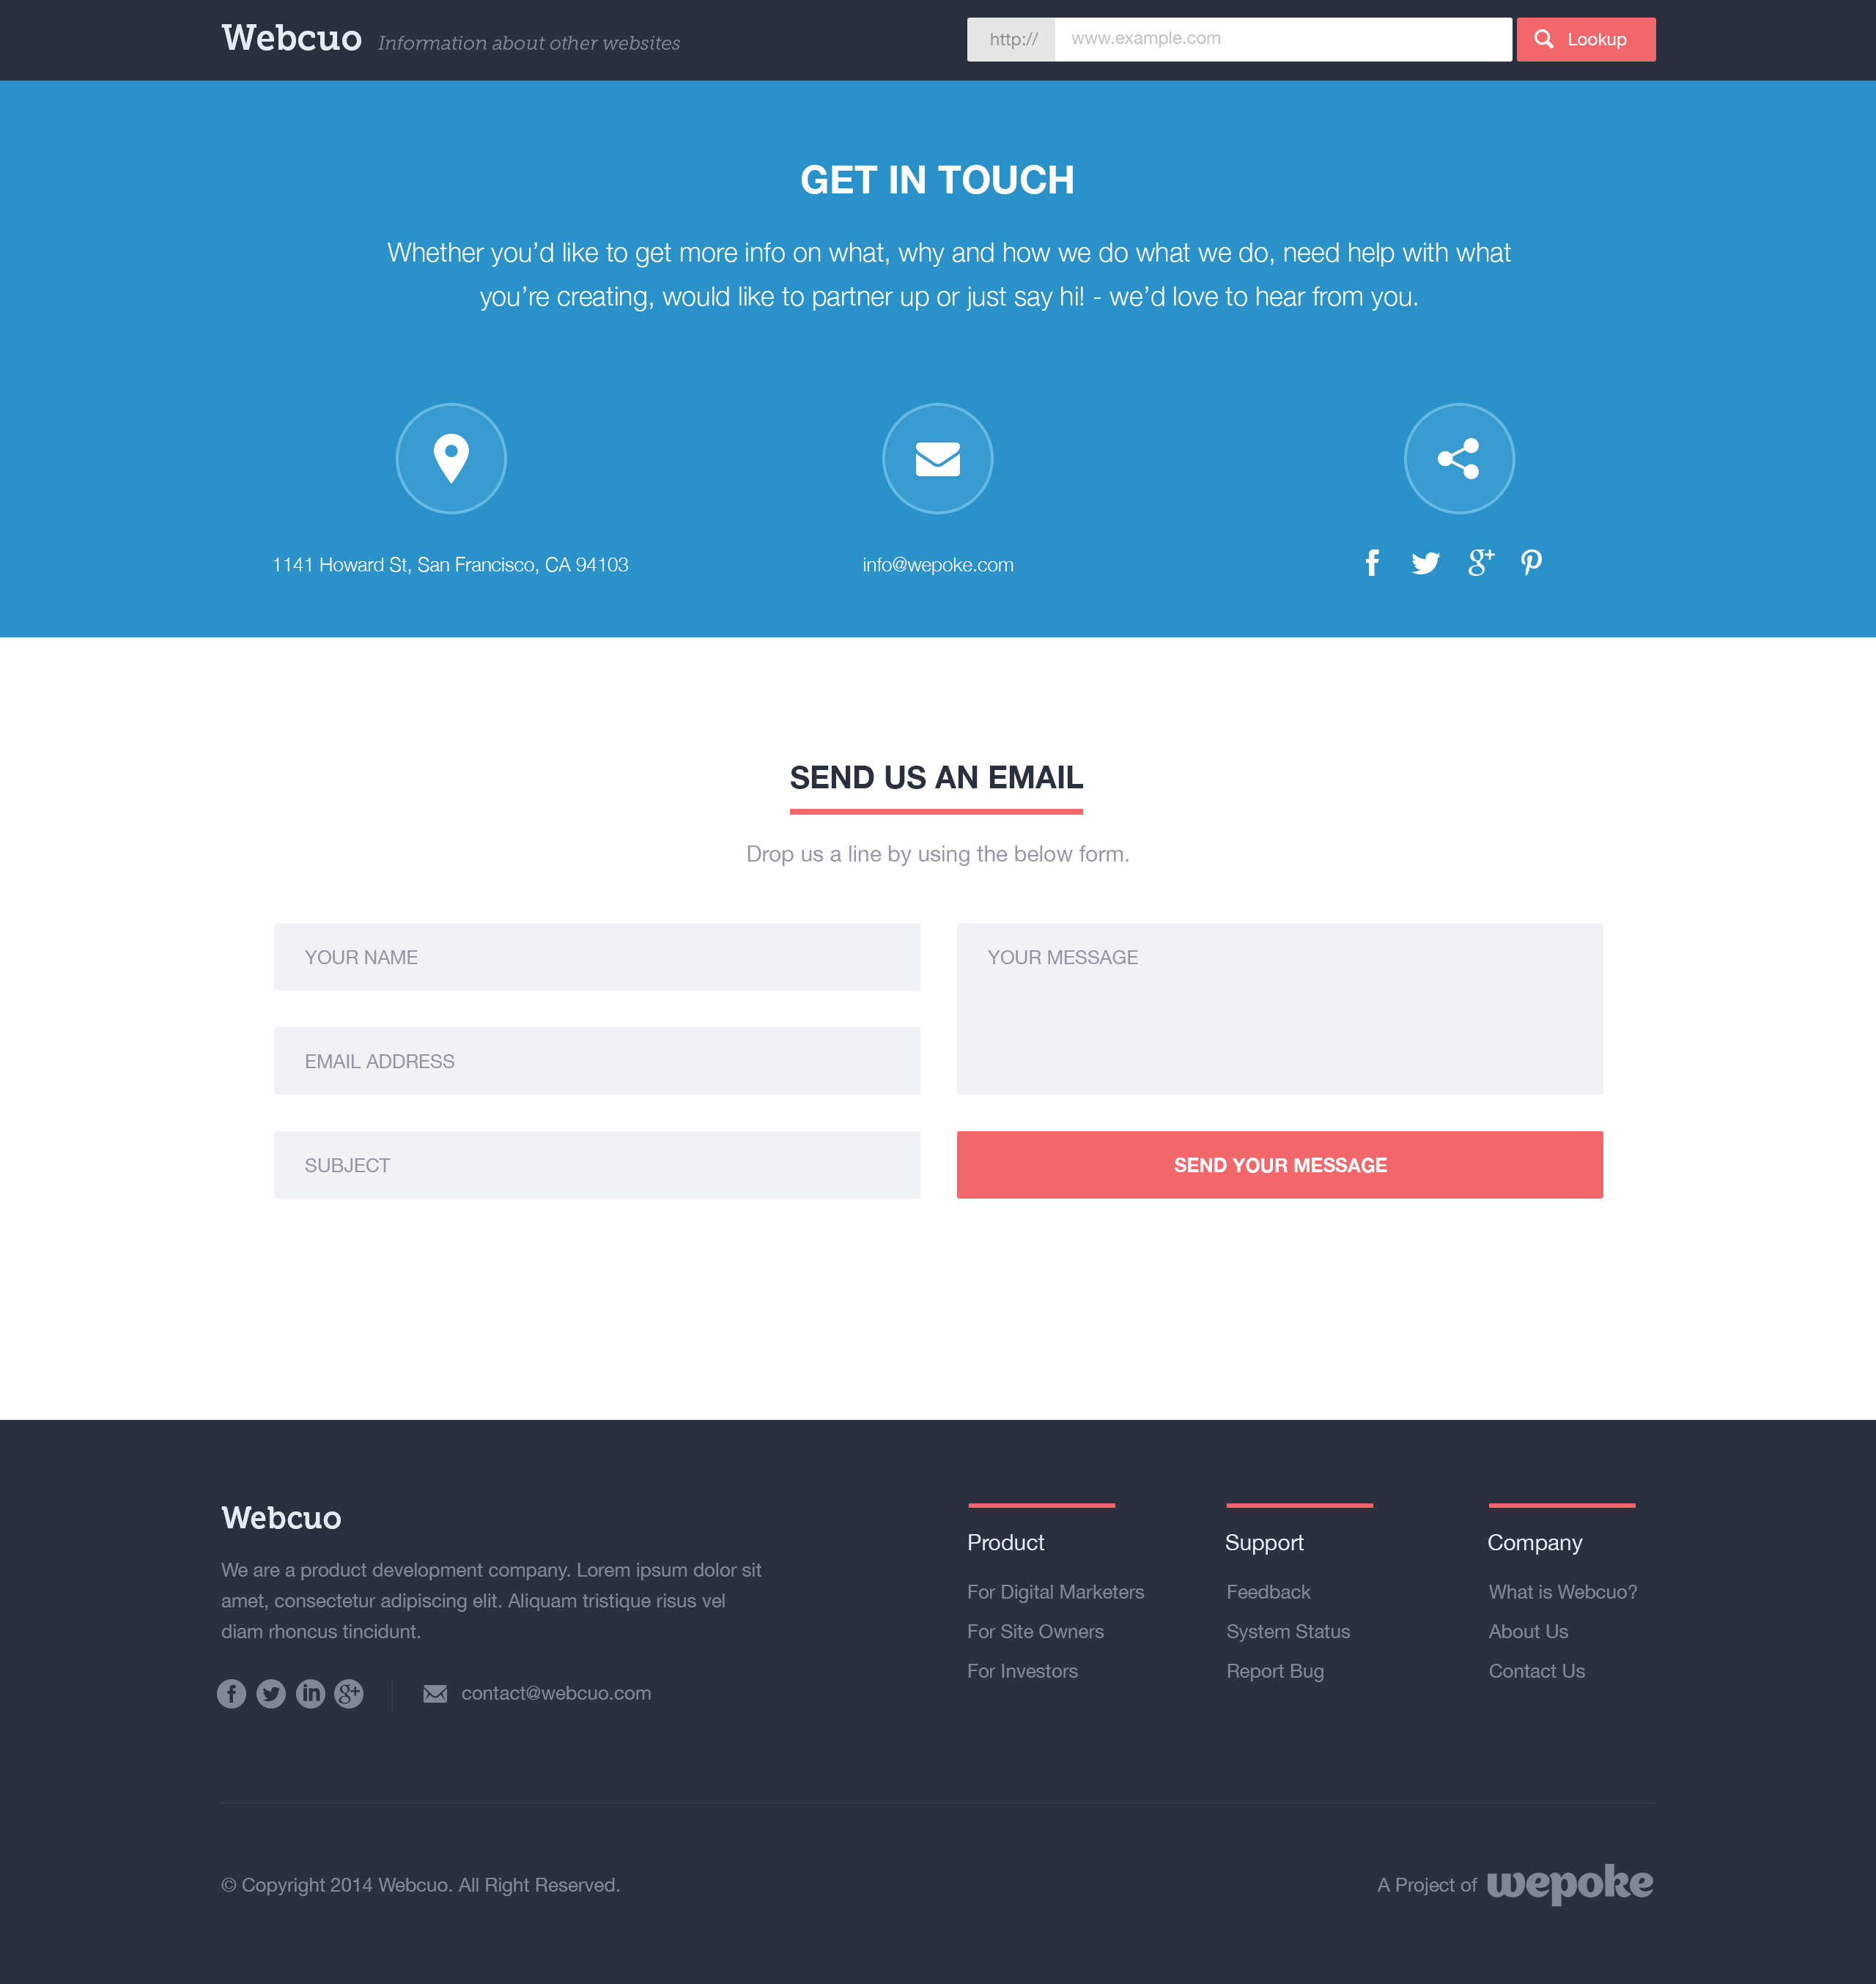 Webcuo Information about other websites
http:// www.example.com Lookup
GET IN TOUCH
Whether you’d like to get more info on what, why and how we do what we do, need help with what
you’re creating, would like to partner up or just say hi! - we’d love to hear from you.
1141 Howard St, San Francisco, CA 94103
info@wepoke.com
SEND US AN EMAIL
Drop us a line by using the below form.
YOUR NAME
EMAIL ADDRESS
SUBJECT
YOUR MESSAGE
SEND YOUR MESSAGE
Webcuo
We are a product development company. Lorem ipsum dolor sit
amet, consectetur adipiscing elit. Aliquam tristique risus vel
diam rhoncus tincidunt.
contact@webcuo.com
Product
For Digital Marketers
For Site Owners
For Investors
Support
Feedback
System Status
Report Bug
Company
What is Webcuo?
About Us
Contact Us
© Copyright 2014 Webcuo. All Right Reserved.
A Project of wepoke